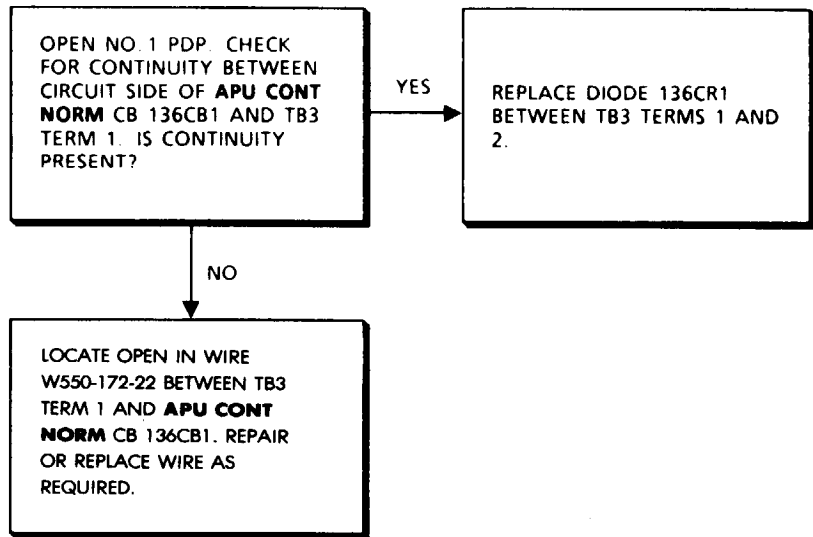 OPEN NO. 1 PDP. CHECK
FOR CONTINUITY BETWEEN
CIRCUIT SIDE OF APU CONT
NORM CB 136CB1 AND TB3
TERM 1. IS CONTINUITY
PRESENT?
YES
REPLACE DIODE 136CR1
BETWEEN TB3 TERMS 1 AND
2.
NO
LOCATE OPEN IN WIRE
W550-172-22 BETWEEN TB3
TERM 1 AND APU CONT
NORM CB 136CB1. REPAIR
OR REPLACE WIRE AS
REQUIRED.